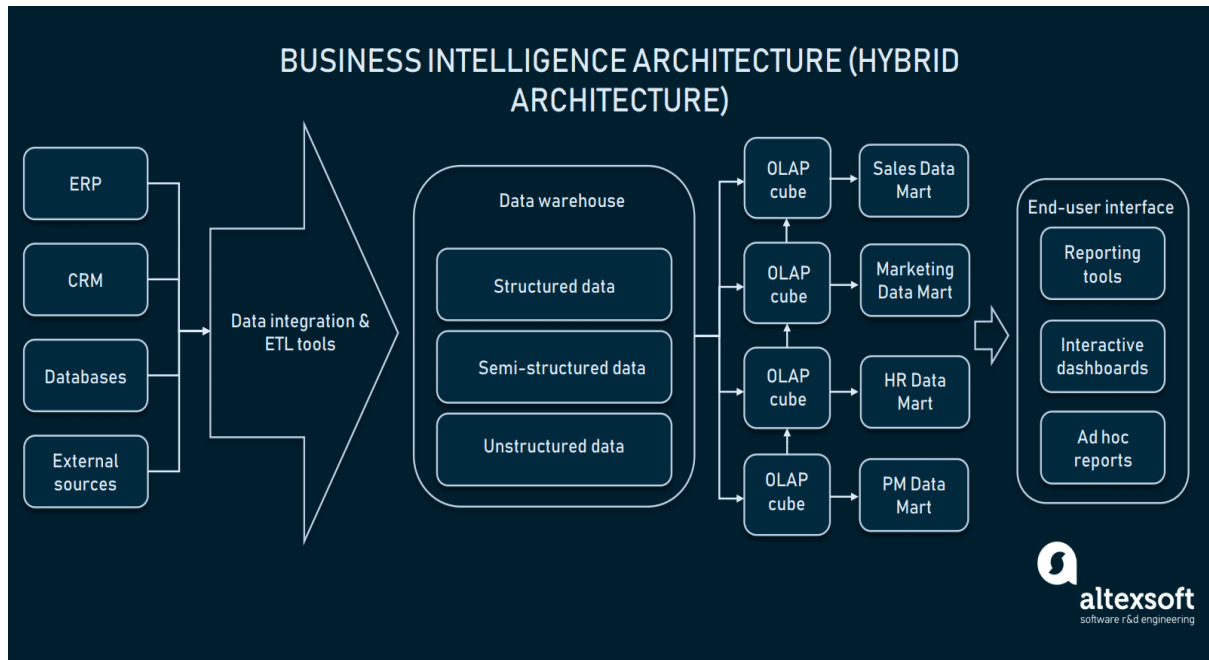 BUSINESS INTELLIGENCE ARCHITECTURE (HYBRID
ARCHITECTURE)
ERP
CRM
Databases
External
sources
Data integration &
ETL tools
Data warehouse
Structured data
Semi-structured data
Unstructured data
OLAP
cube
Sales Data
Mart
OLAP
cube
Marketing
Data Mart
OLAP
cube
HR Data
Mart
OLAP
cube
PM Data
Mart
End-user interface
Reporting
tools
Interactive
dashboards
Ad hoc
reports
altexsoft
software r&d engineering